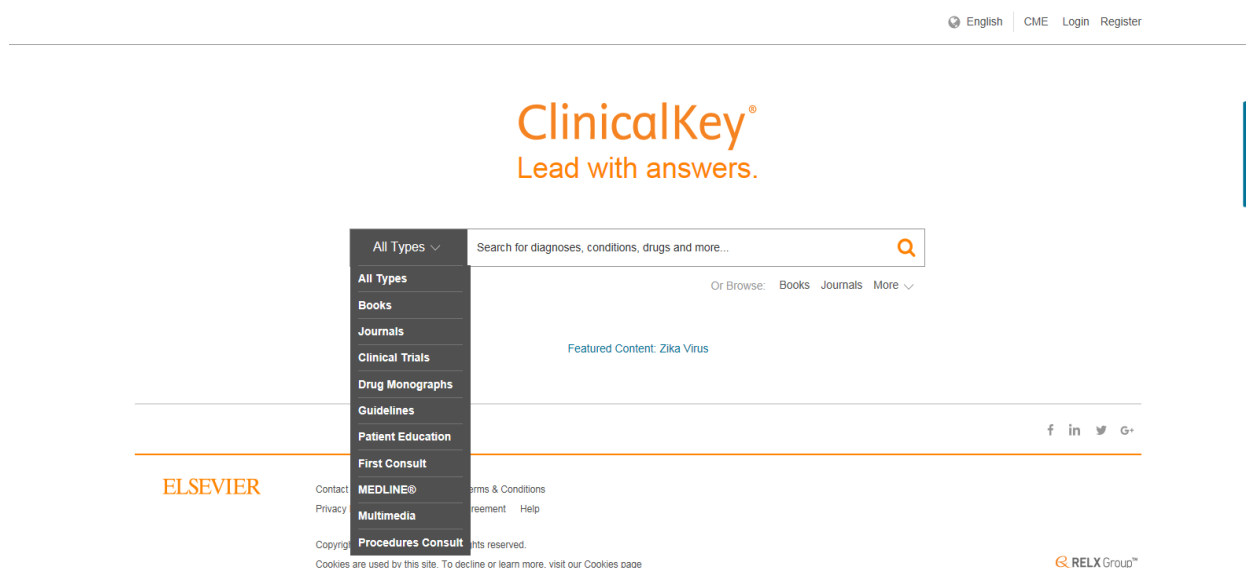 English CME Login Register
ClinicalKey®
Lead with answers.
All Types Search for diagnoses, conditions, drugs and more...
Or Browse: Books Journals More
All Types
Books
Journals
Clinical Trials
Drug Monographs
Guidelines
Patient Education
First Consult
MEDLINE®
Multimedia
Procedures Consult
Featured Content: Zika Virus
f in G+
ELSEVIER
Contact Terms & Conditions
Privacy Help
hts reserved.
Cookies are used by this site. To decline or learn more, visit our Cookies page
RELX Group™